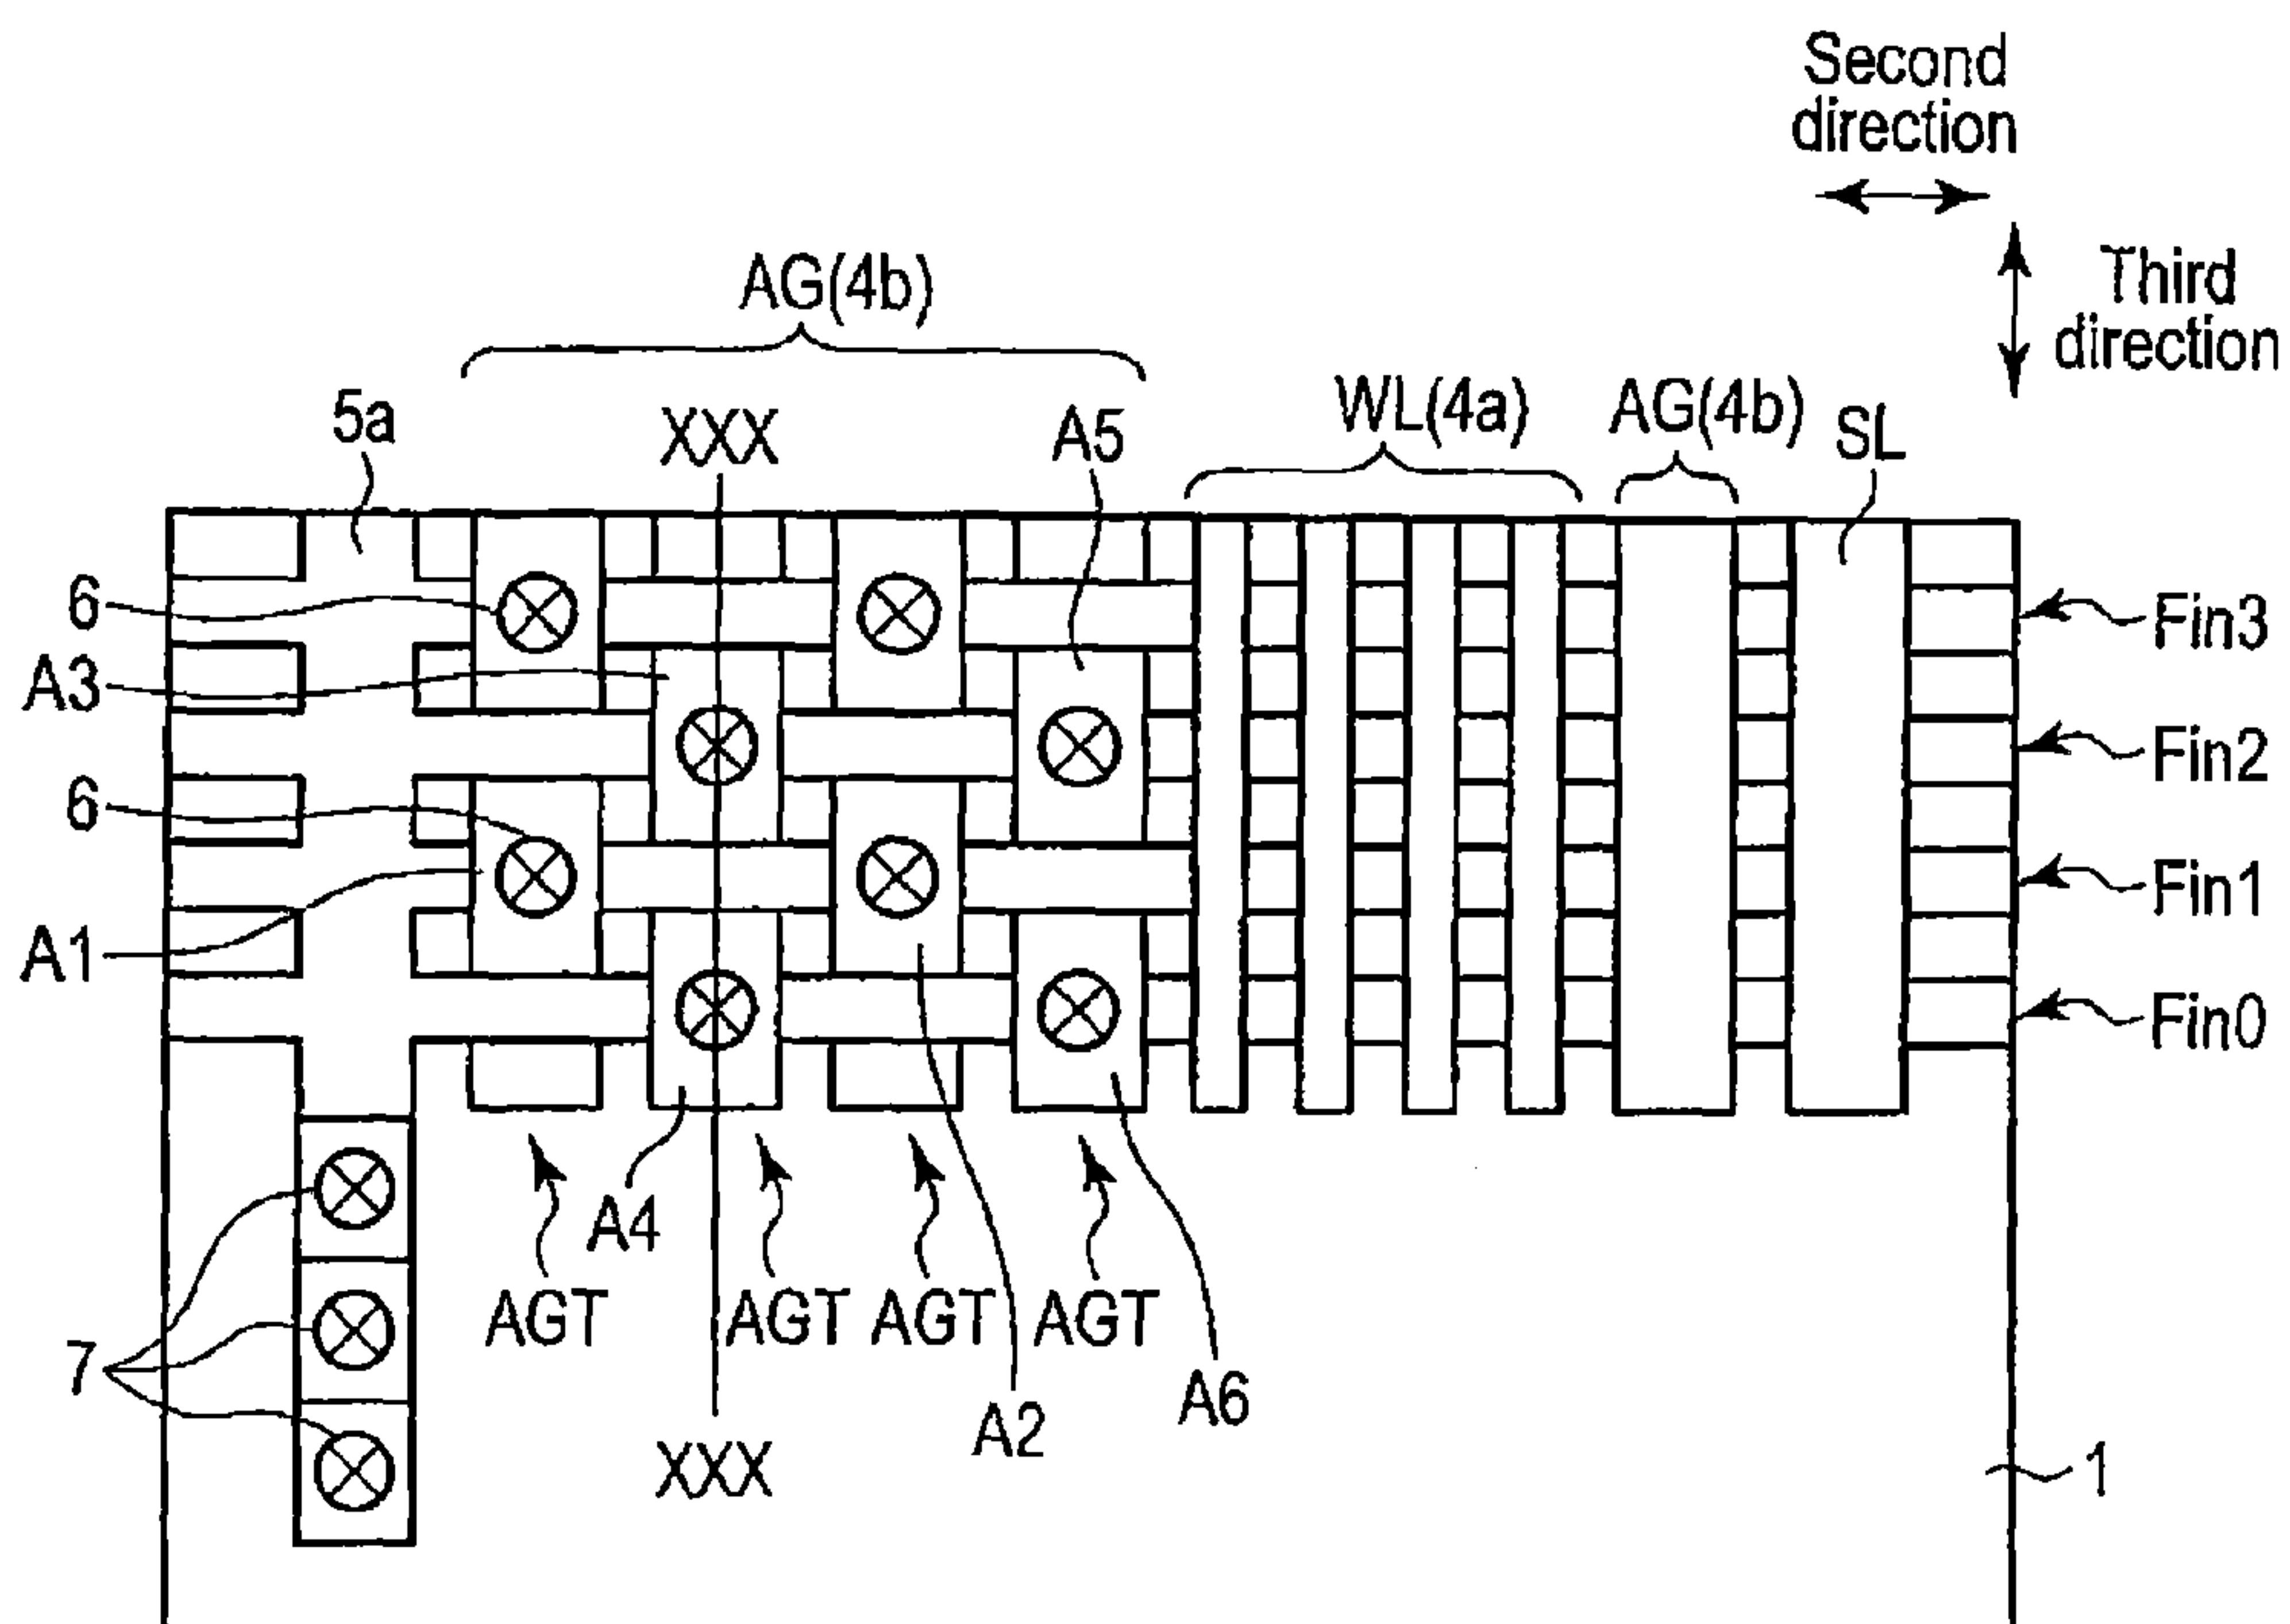 Second
direction
Third
direction
AG(4b)
5a
XXX
A5
WL(4a)
AG(4b)
SL
6
A3
6
A1
Fin3
Fin2
Fin1
Fin0
A4
AGT
AGT
AGT
AGT
7
A2
A6
XXX
1